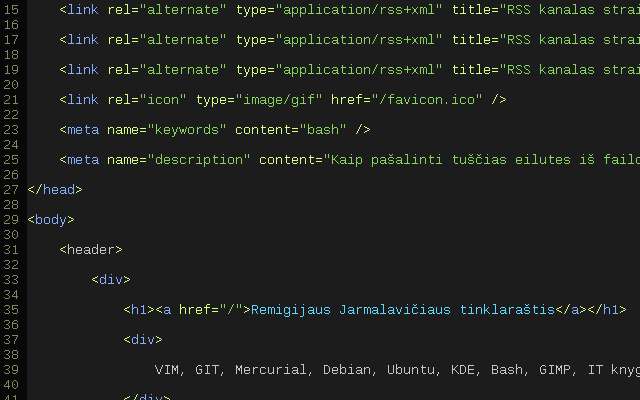 15 <link rel="alternate" type="application/rss+xml" title="RSS kanalas strai
16
17 <link rel="alternate" type="application/rss+xml" title="RSS kanalas strai
18
19 <link rel="alternate" type="application/rss+xml" title="RSS kanalas strai
20
21 <link rel="icon" type="image/gif" href="/favicon.ico" />
22
23 <meta name="keywords" content="bash" />
24
25 <meta name="description" content="Kaip pašalinti tuščias eilutes iš failo
26
27 </head>
28
29 <body>
30
31 <header>
32
33 <div>
34
35 <h1><a href="/">Remigijaus Jarmalavičiaus tinklaraštis</a></h1>
36
37 <div>
38
39 VIM, GIT, Mercurial, Debian, Ubuntu, KDE, Bash, GIMP, IT knyg
40
41 </div>